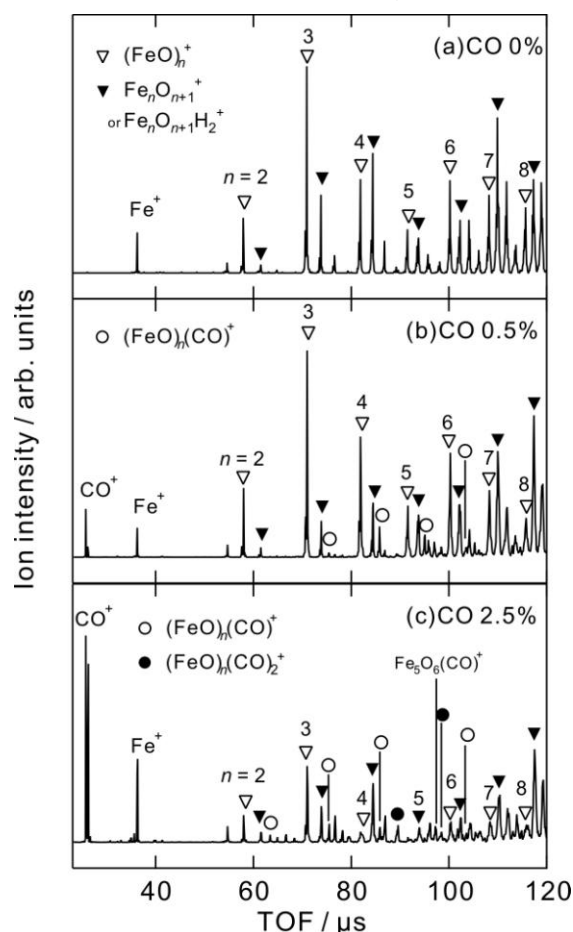 3
(a)CO 0%
▽ (FeO)ₙ⁺
▼ FeₙOₙ₊₁⁺
or FeₙOₙ₊₁H₂⁺
Fe⁺
n = 2
4
5
6
7
8
3
(b)CO 0.5%
○ (FeO)ₙ(CO)⁺
CO⁺
Fe⁺
n = 2
4
5
6
7
8
CO⁺
(c)CO 2.5%
○ (FeO)ₙ(CO)⁺
● (FeO)ₙ(CO)₂⁺
Fe₅O₆(CO)⁺
Fe⁺
n = 2
3
4
5
6
7
8
40 60 80 100 120
TOF / μs
Ion intensity / arb. units